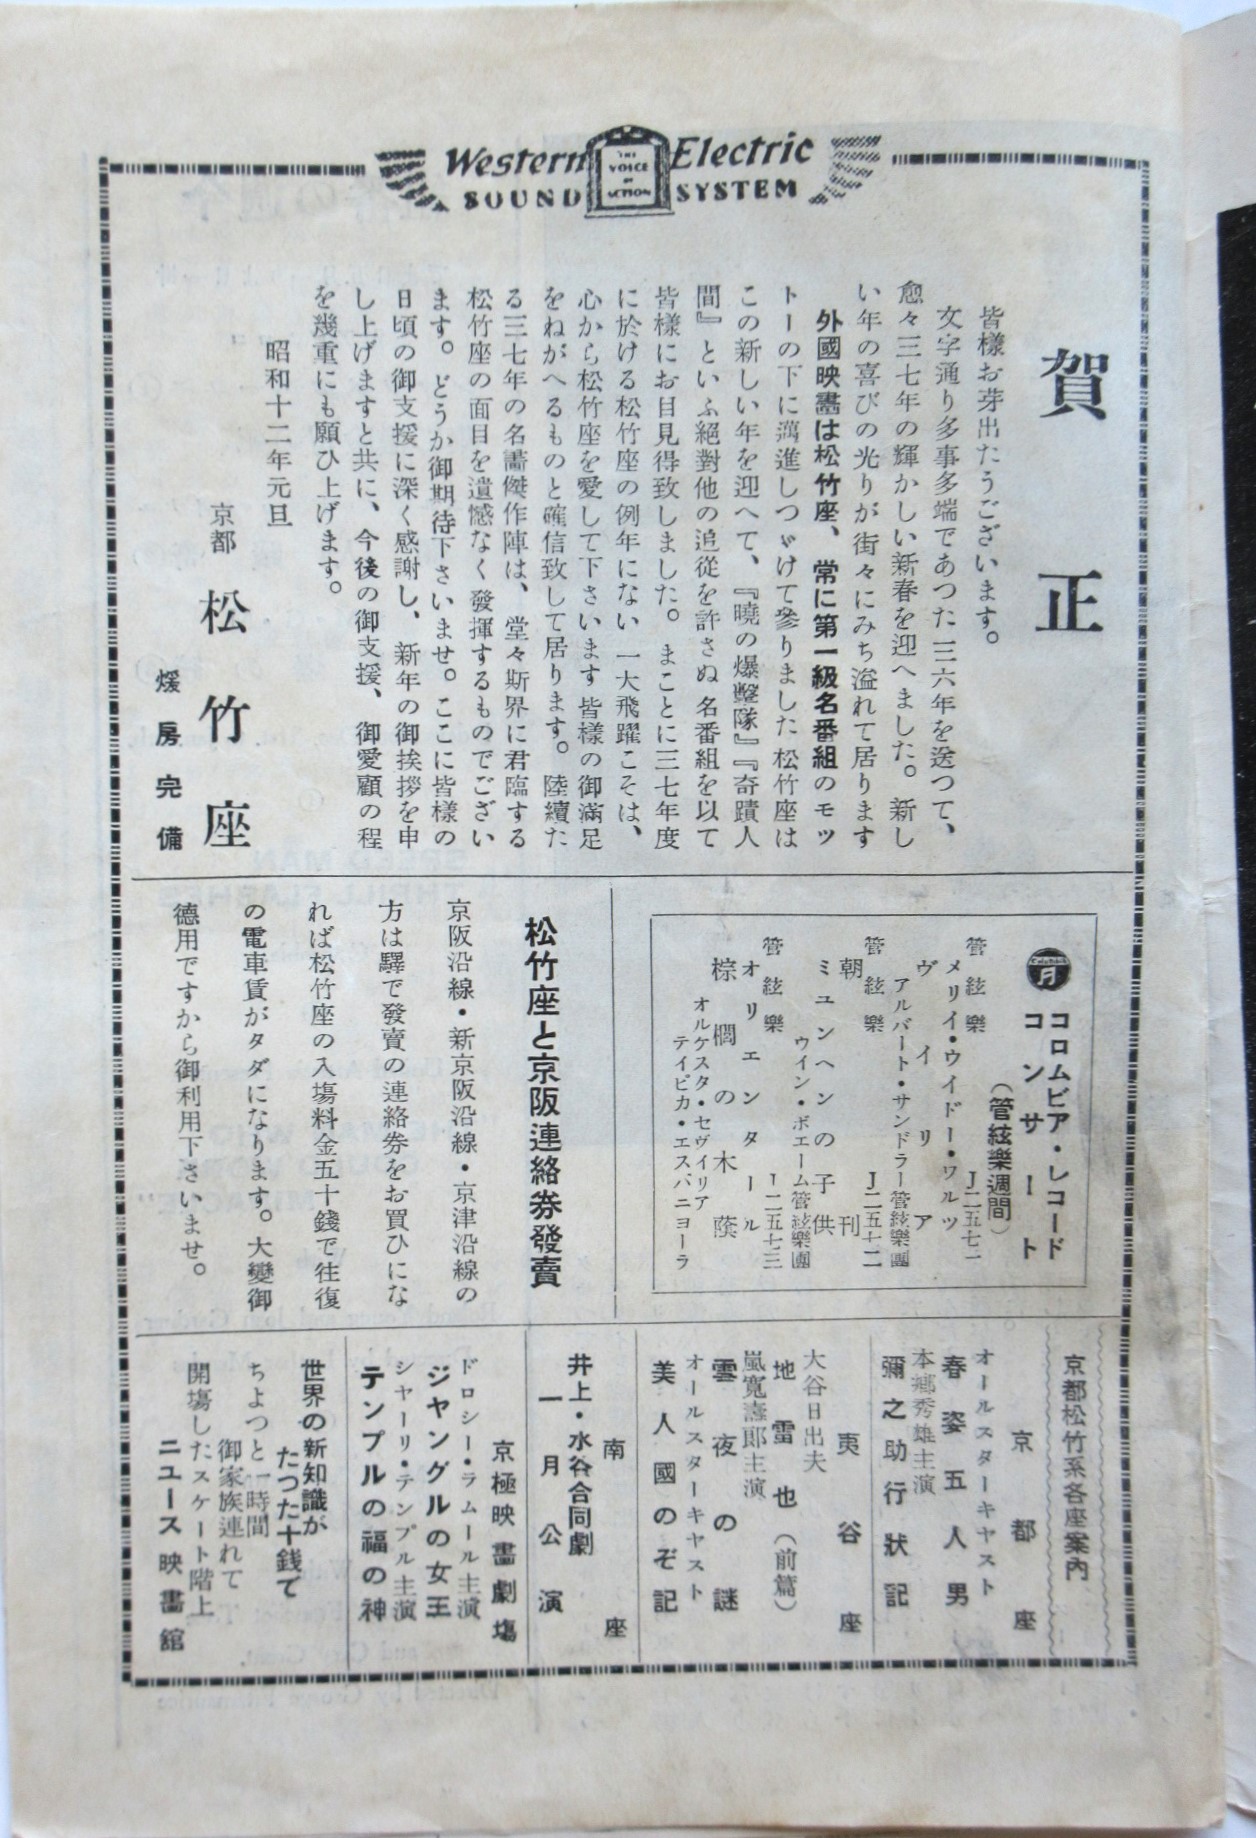 Western Electric
SOUND SYSTEM
THE
VOICE
OF
ACTION
賀正
皆樣お芽出たうございます。
文字通り多事多端であつた三六年を送つて、
愈々三七年の輝かしい新春を迎へました。新し
い年の喜びの光りが街々にみち溢れて居ります
外國映畵は松竹座、常に第一級名番組のモツ
トーの下に邁進しつゞけて參りました松竹座は
この新しい年を迎へて、『曉の爆擊隊』『奇蹟人
間』といふ絕對他の追從を許さぬ名番組を以て
皆樣にお目見得致しました。まことに三七年度
に於ける松竹座の例年にない一大飛躍こそは、
心から松竹座を愛して下さいます皆樣の御滿足
をねがへるものと確信致して居ります。陸續た
る三七年の名畵傑作陣は、堂々斯界に君臨する
松竹座の面目を遺憾なく發揮するものでござい
ます。どうか御期待下さいませ。ここに皆樣の
日頃の御支援に深く感謝し、新年の御挨拶を申
し上げますと共に、今後の御支援、御愛顧の程
を幾重にも願ひ上げます。
昭和十二年元旦
京都 松竹座
煖房完備
コロムビア・レコード
コンサート
(管絃樂週間)
管絃樂 J二五七一
メリイ・ウイドー・ワルツ
ヴイリア
アルバート・サンドラー管絃樂團
管絃樂 J二五七二
朝刊
ミユンヘンの子供
ウイン・ボエーム管絃樂團
管絃樂 J二五七三
オリエンタール
棕櫚の木蔭
オルケスタ・セヴイリア
テイピカ・エスパニヨーラ
松竹座と京阪連絡券發賣
京阪沿線・新京阪沿線・京津沿線の
方は驛で發賣の連絡券をお買ひにな
れば松竹座の入塲料金五十錢で往復
の電車賃がタダになります。大變御
德用ですから御利用下さいませ。
京都松竹系各座案內
京都座
オールスターキヤスト
春姿五人男
本鄕秀雄主演
彌之助行狀記
夷谷座
大谷日出夫
地雷也(前篇)
嵐寬壽郞主演
雲夜の謎
オールスターキヤスト
美人國のぞ記
南座
井上・水谷合同劇
一月公演
京極映畵劇塲
ドロシー・ラムール主演
ジヤングルの女王
シヤーリ・テンプル主演
テンプルの福の神
世界の新知識が
たつた十銭で
ちよつと一時間
御家族連れて
開塲したスケート階上
ニユース映畵館